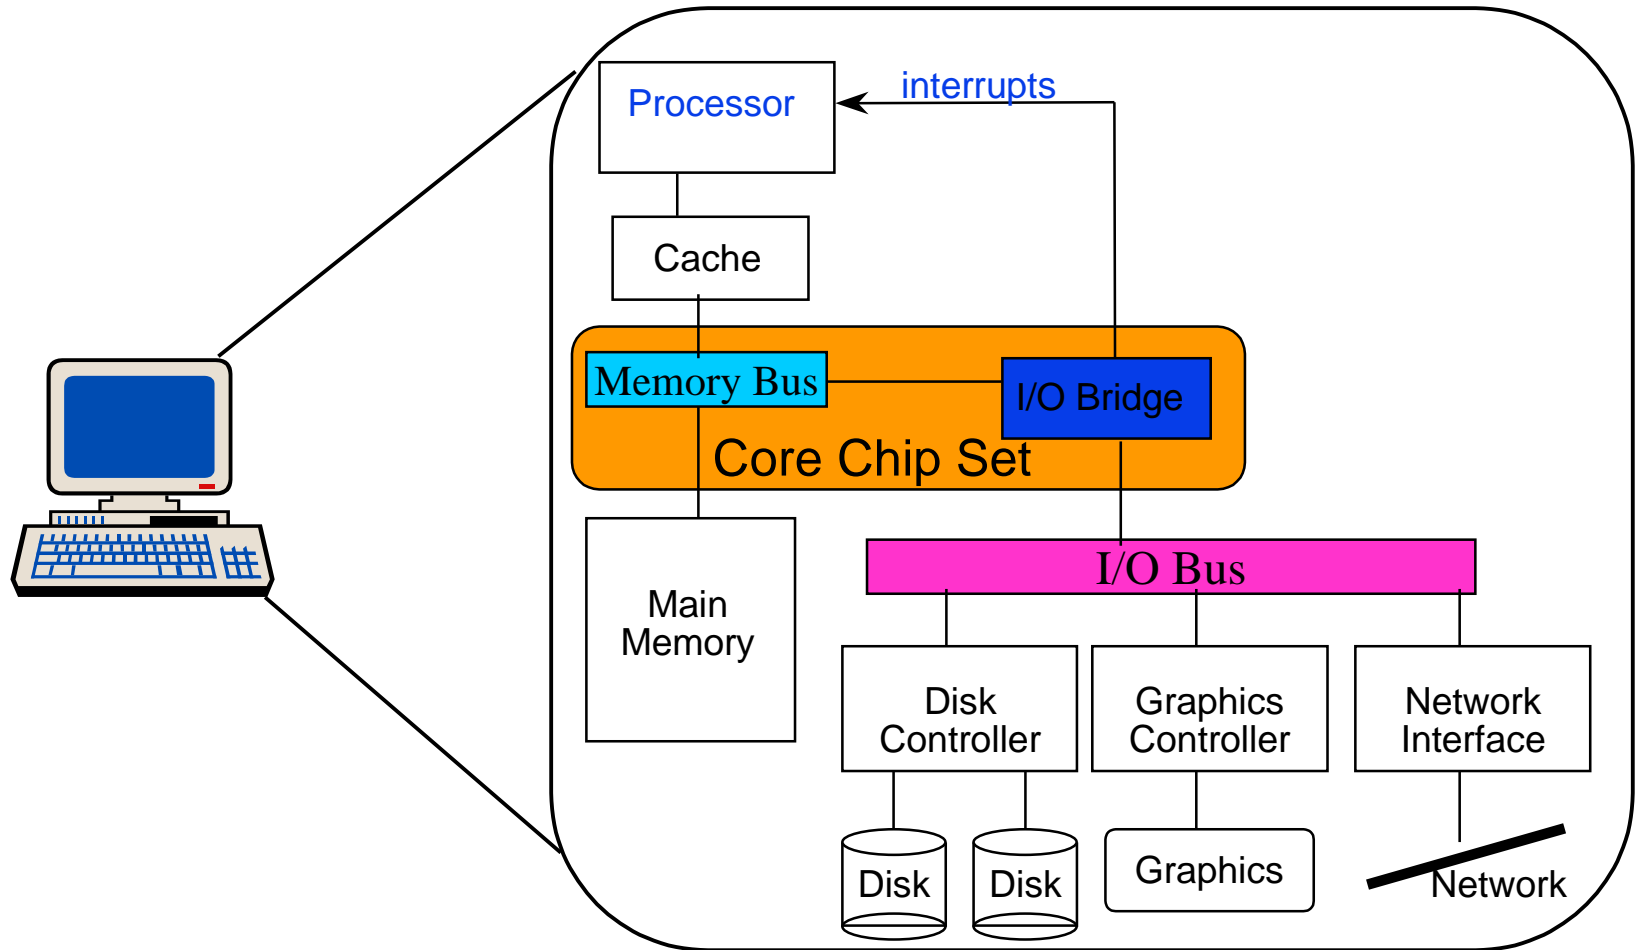 interrupts
Processor
Cache
Memory Bus
I/O Bridge
Core Chip Set
I/O Bus
Main
Memory
Disk
Controller
Graphics
Controller
Network
Interface
Disk
Disk
Graphics
Network